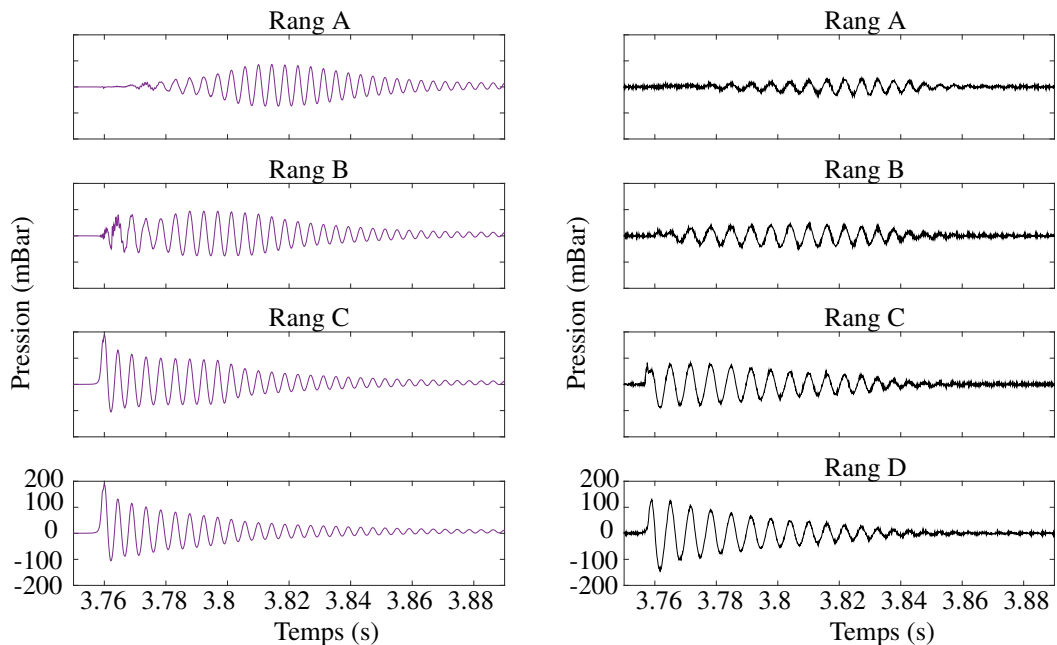 Rang A
Rang B
Rang C
Pression (mBar)
200
100
0
-100
-200
3.76 3.78 3.8 3.82 3.84 3.86 3.88
Temps (s)
Rang A
Rang B
Rang C
Rang D
Pression (mBar)
200
100
0
-100
-200
3.76 3.78 3.8 3.82 3.84 3.86 3.88
Temps (s)